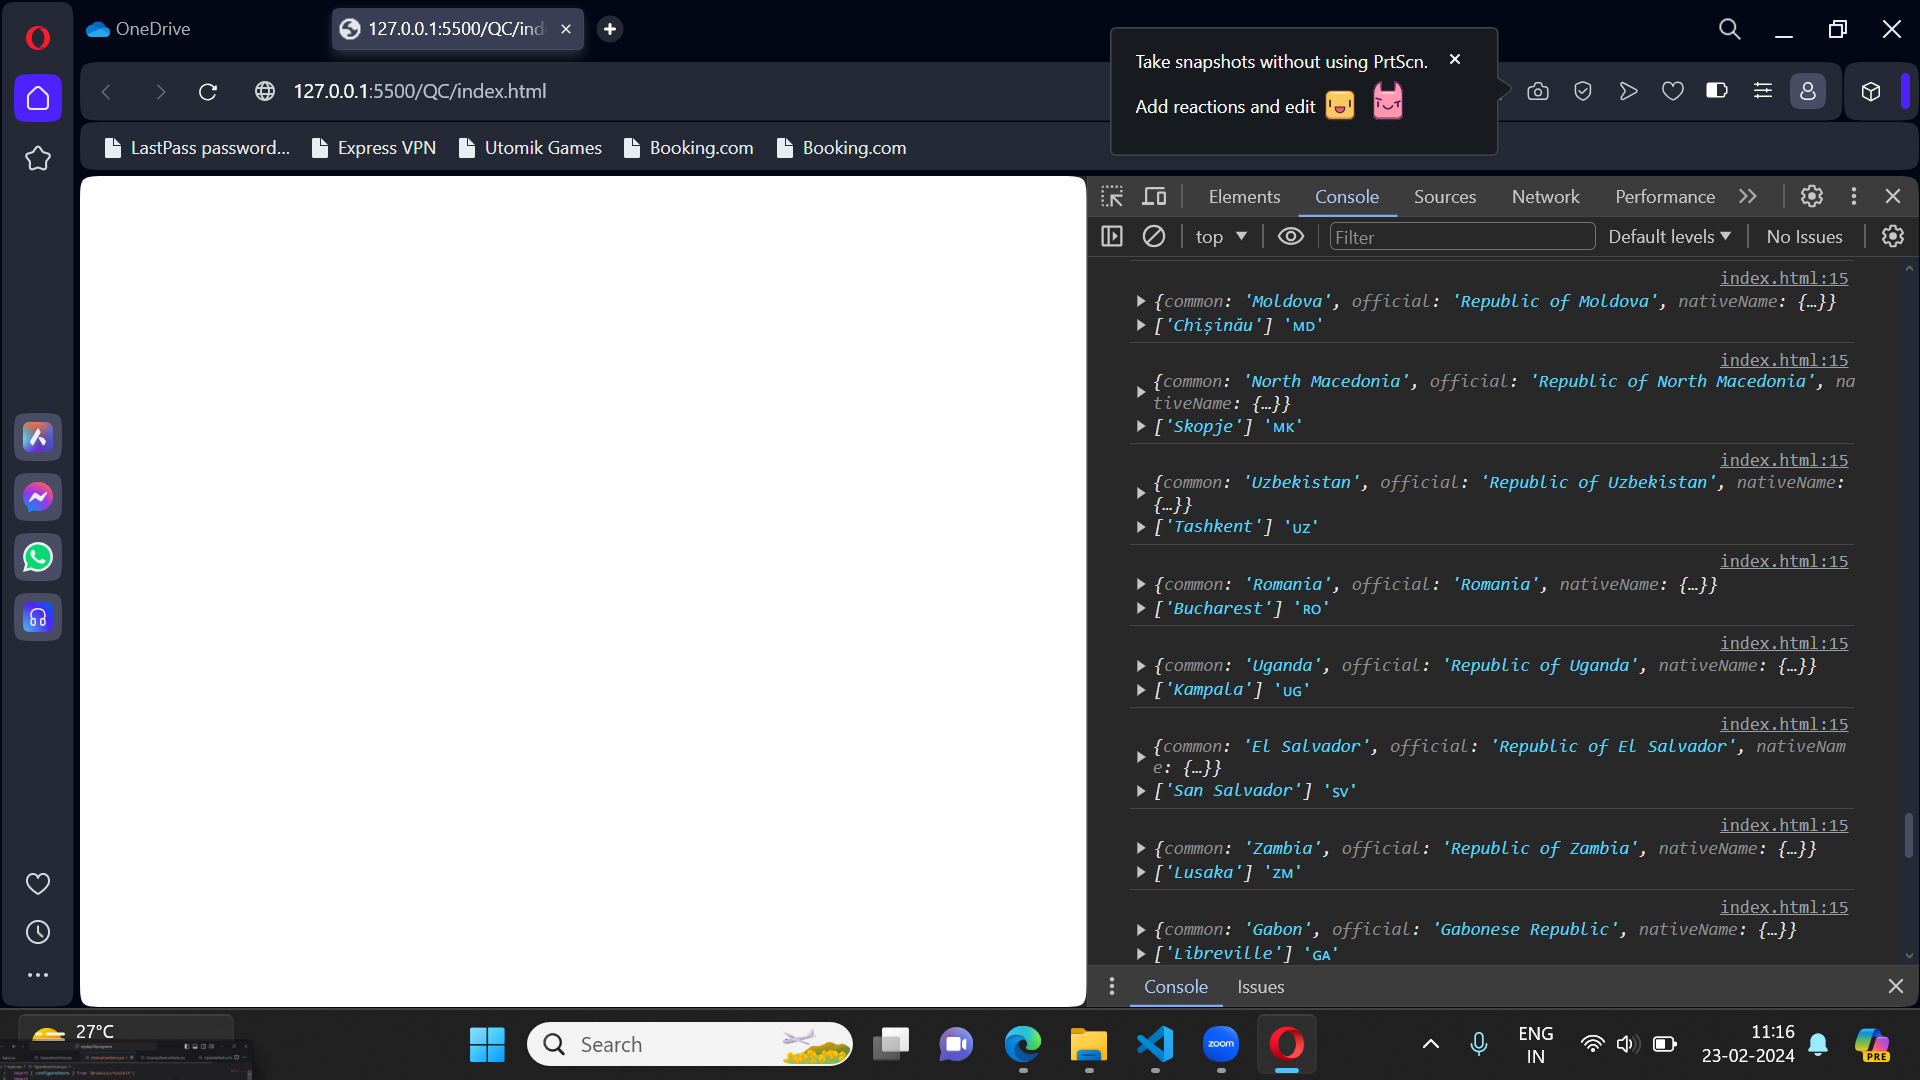 OneDrive
127.0.0.1:5500/QC/ind
Take snapshots without using PrtScn.
Add reactions and edit
127.0.0.1:5500/QC/index.html
LastPass password...
Express VPN
Utomik Games
Booking.com
Booking.com
Elements
Console
Sources
Network
Performance
top
Filter
Default levels
No Issues
index.html:15
{common: 'Moldova', official: 'Republic of Moldova', nativeName: {…}}
['Chișinău'] 'MD'
index.html:15
{common: 'North Macedonia', official: 'Republic of North Macedonia', na
tiveName: {…}}
['Skopje'] 'MK'
index.html:15
{common: 'Uzbekistan', official: 'Republic of Uzbekistan', nativeName:
{…}}
['Tashkent'] 'UZ'
index.html:15
{common: 'Romania', official: 'Romania', nativeName: {…}}
['Bucharest'] 'RO'
index.html:15
{common: 'Uganda', official: 'Republic of Uganda', nativeName: {…}}
['Kampala'] 'UG'
index.html:15
{common: 'El Salvador', official: 'Republic of El Salvador', nativeNam
e: {…}}
['San Salvador'] 'SV'
index.html:15
{common: 'Zambia', official: 'Republic of Zambia', nativeName: {…}}
['Lusaka'] 'ZM'
index.html:15
{common: 'Gabon', official: 'Gabonese Republic', nativeName: {…}}
['Libreville'] 'GA'
Console
Issues
27°C
Search
zoom
ENG
IN
11:16
23-02-2024
PRE